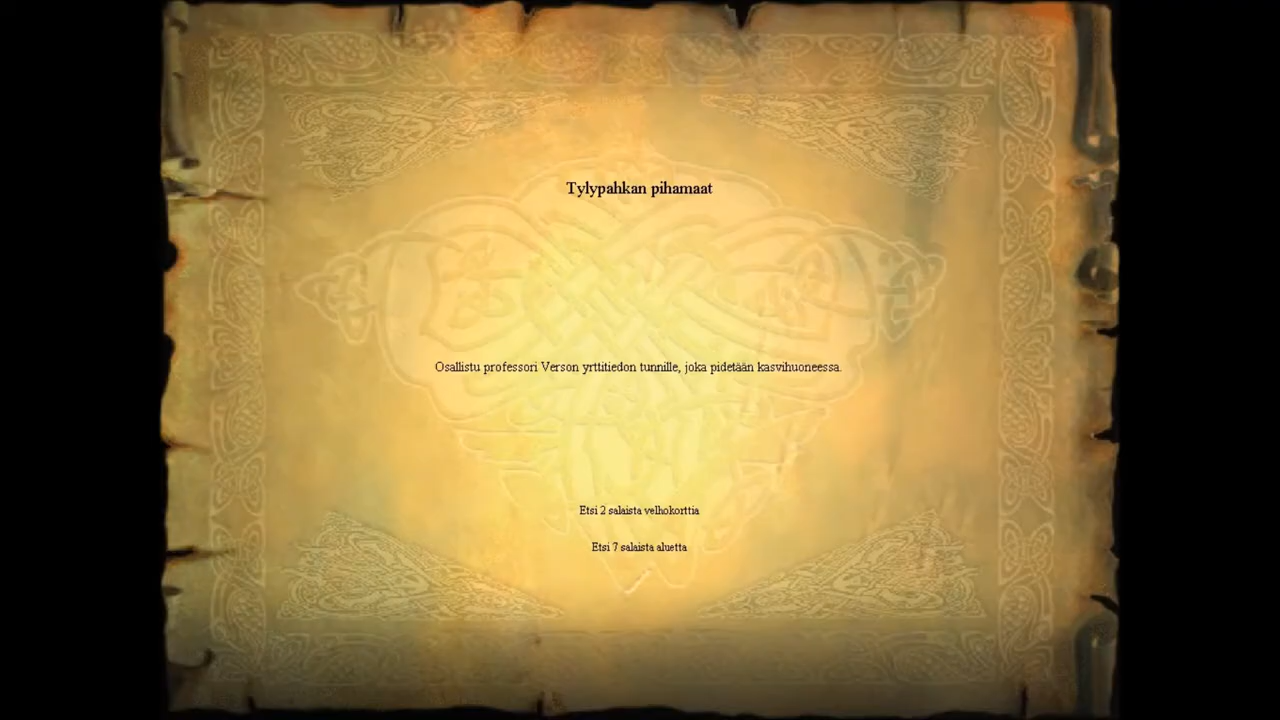 Tylypahkan pihamaat
Osallistu professori Verson yrttitiedon tunnille, joka pidetään kasvihuoneessa.
Etsi 2 salaista velhokorttia
Etsi 7 salaista aluetta